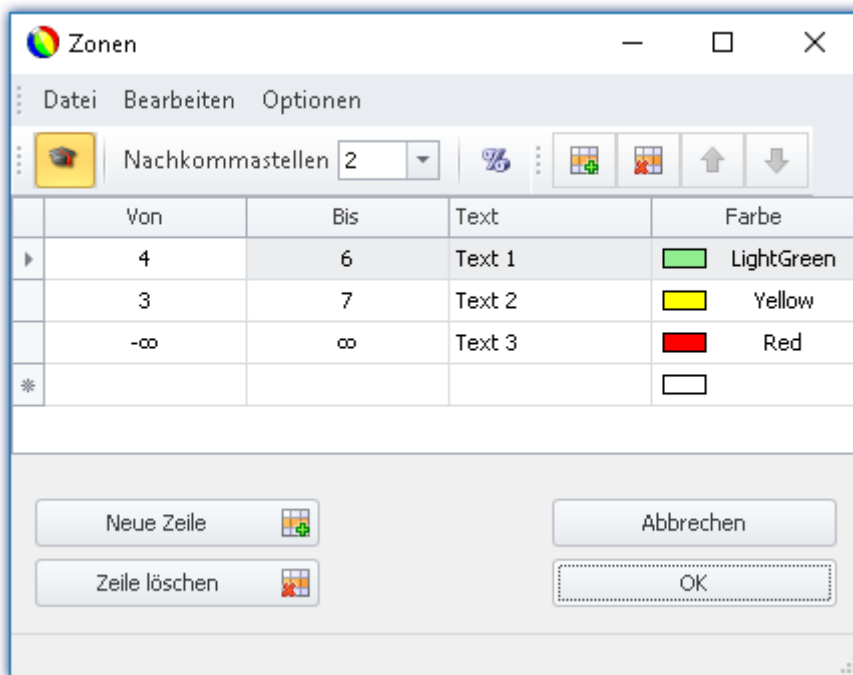 Zonen
Datei Bearbeiten Optionen
Nachkommastellen 2 %
Von Bis Text Farbe
4 6 Text 1 LightGreen
3 7 Text 2 Yellow
-∞ ∞ Text 3 Red
Neue Zeile Abbrechen
Zeile löschen OK